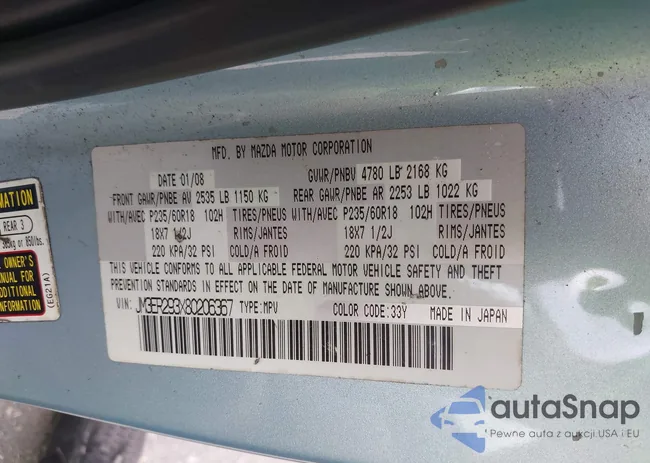 MFD. BY MAZDA MOTOR CORPORATION
DATE 01/08 GVWR/PNBV 4780 LB 2168 KG
FRONT GAWR/PNBE AV 2535 LB 1150 KG REAR GAWR/PNBE AR 2253 LB 1022 KG
WITH/AVEC P235/60R18 102H TIRES/PNEUS WITH/AVEC P235/60R18 102H TIRES/PNEUS
18X7 1/2J RIMS/JANTES 18X7 1/2J RIMS/JANTES
220 KPA/32 PSI COLD/A FROID 220 KPA/32 PSI COLD/A FROID
THIS VEHICLE CONFORMS TO ALL APPLICABLE FEDERAL MOTOR VEHICLE SAFETY AND THEFT
PREVENTION STANDARDS IN EFFECT ON THE DATE OF MANUFACTURE SHOWN ABOVE.
VIN: JM3ER293X80206367 TYPE: MPV COLOR CODE: 33Y MADE IN JAPAN
REAR 3
OWNER'S
MANUAL FOR
(EG21A)
autaSnap
Pewne auta z aukcji USA i EU